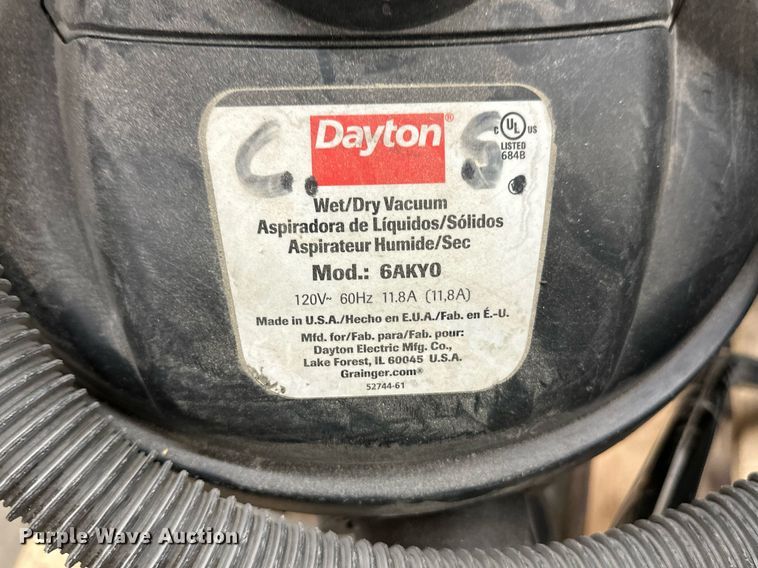 Dayton®
C. S.
C UL US
LISTED
684B
Wet/Dry Vacuum
Aspiradora de Líquidos/Sólidos
Aspirateur Humide/Sec
Mod.: 6AKY0
120V~ 60Hz 11.8A (11,8A)
Made in U.S.A./Hecho en E.U.A./Fab. en É.-U.
Mfd. for/Fab. para/Fab. pour:
Dayton Electric Mfg. Co.,
Lake Forest, IL 60045 U.S.A.
Grainger.com®
52744-61
Purple Wave Auction